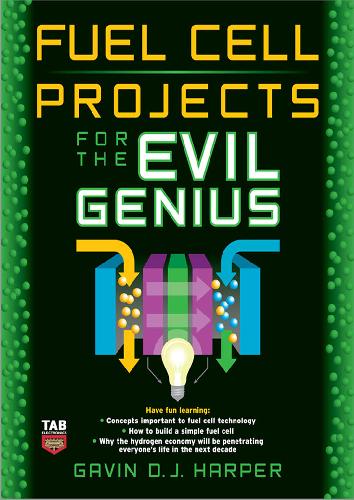 FUEL CELL
PROJECTS
FOR THE EVIL
GENIUS
Have fun learning:
• Concepts important to fuel cell technology
• How to build a simple fuel cell
• Why the hydrogen economy will be penetrating
everyone's life in the next decade
TAB
ELECTRONICS
GAVIN D.J. HARPER